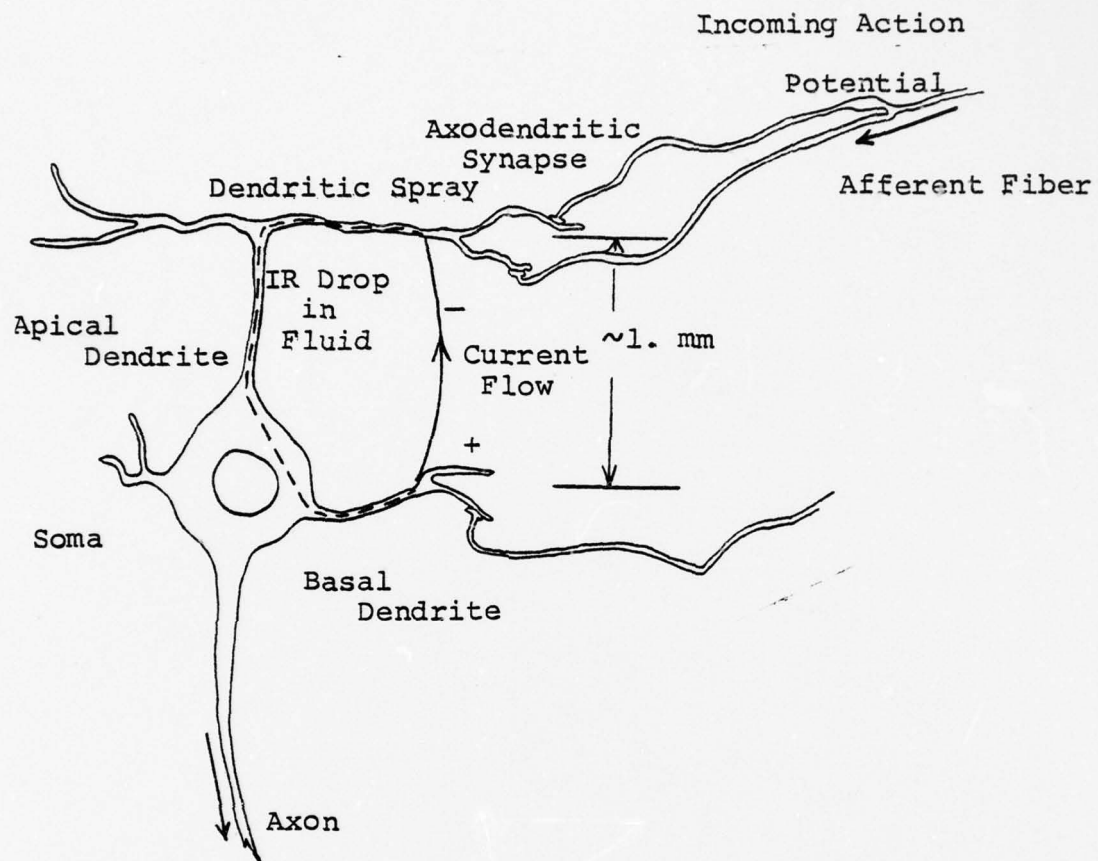 Incoming Action
Potential
Axodendritic
Synapse
Afferent Fiber
Dendritic Spray
IR Drop
in
Fluid
−
~1. mm
Apical
Dendrite
Current
Flow
+
Soma
Basal
Dendrite
Axon